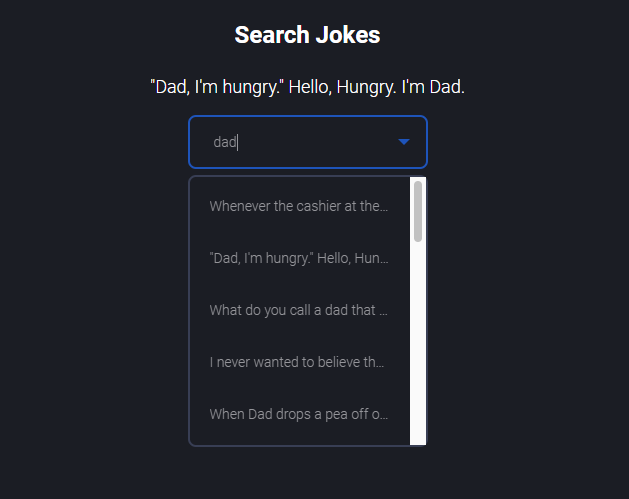 Search Jokes
"Dad, I'm hungry." Hello, Hungry. I'm Dad.
dad
Whenever the cashier at the...
"Dad, I'm hungry." Hello, Hun...
What do you call a dad that ...
I never wanted to believe th...
When Dad drops a pea off o...